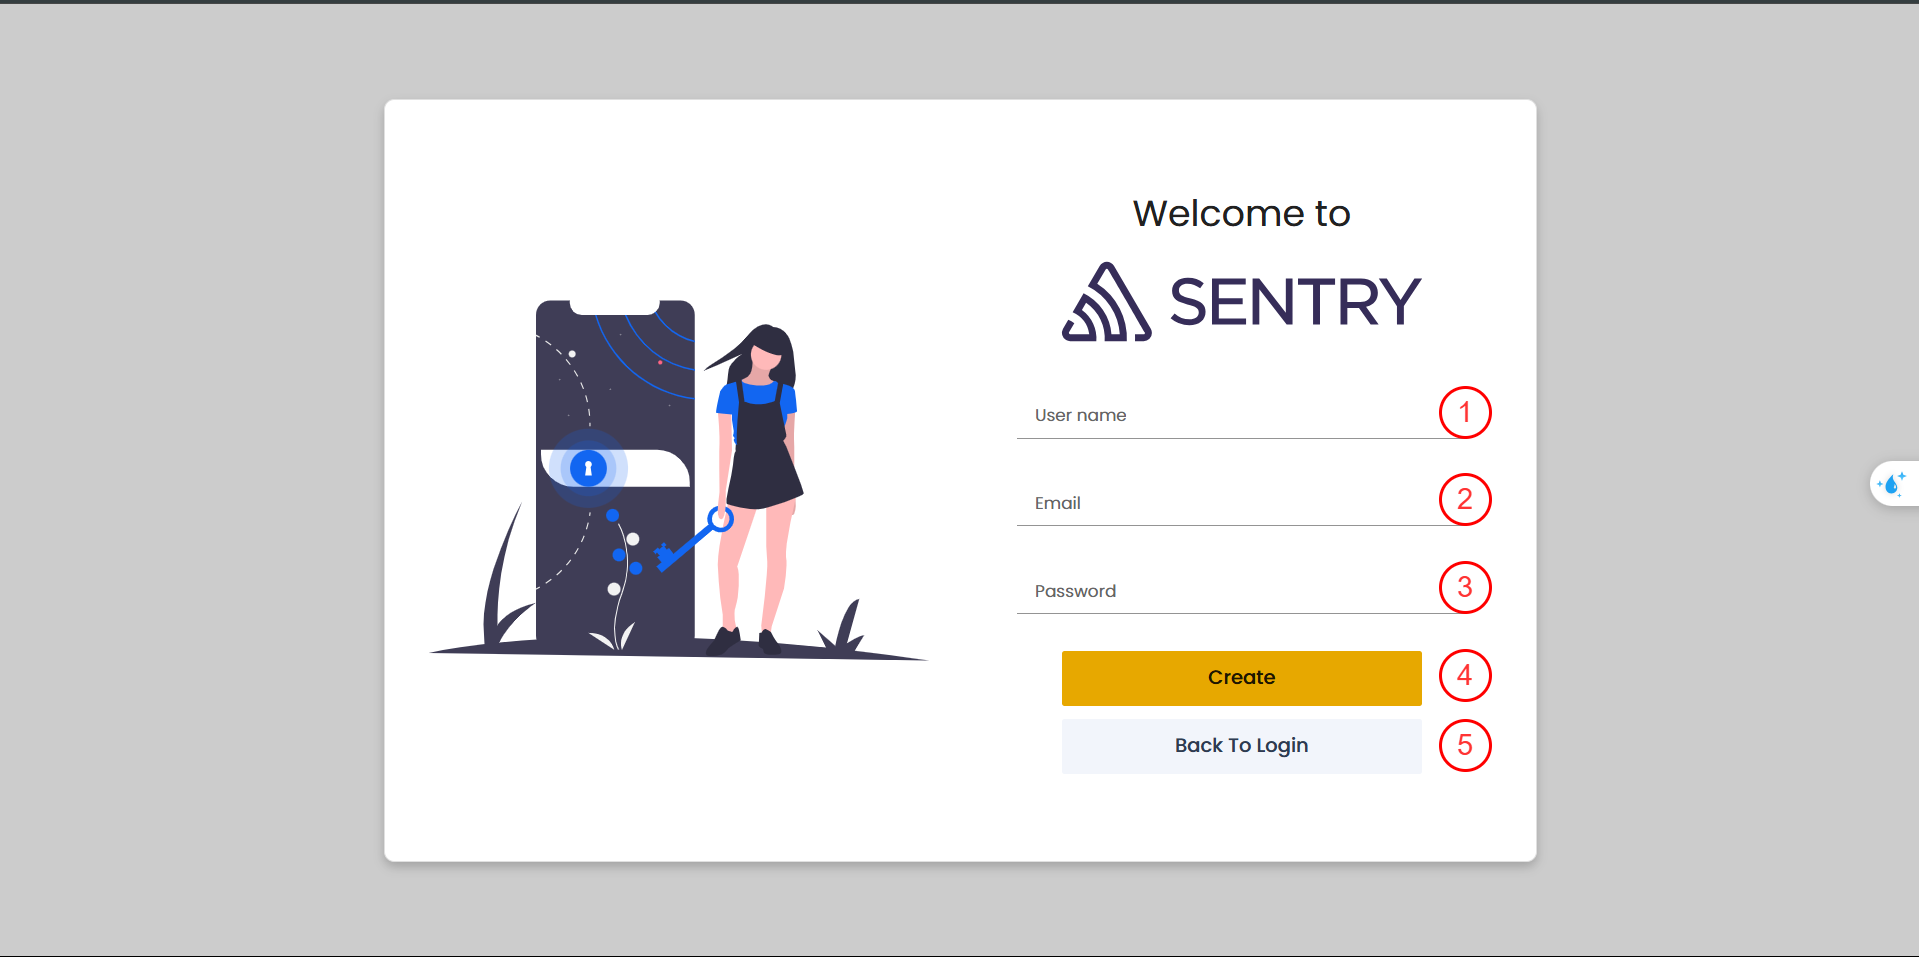 Welcome to
SENTRY
User name 1
Email 2
Password 3
Create 4
Back To Login 5